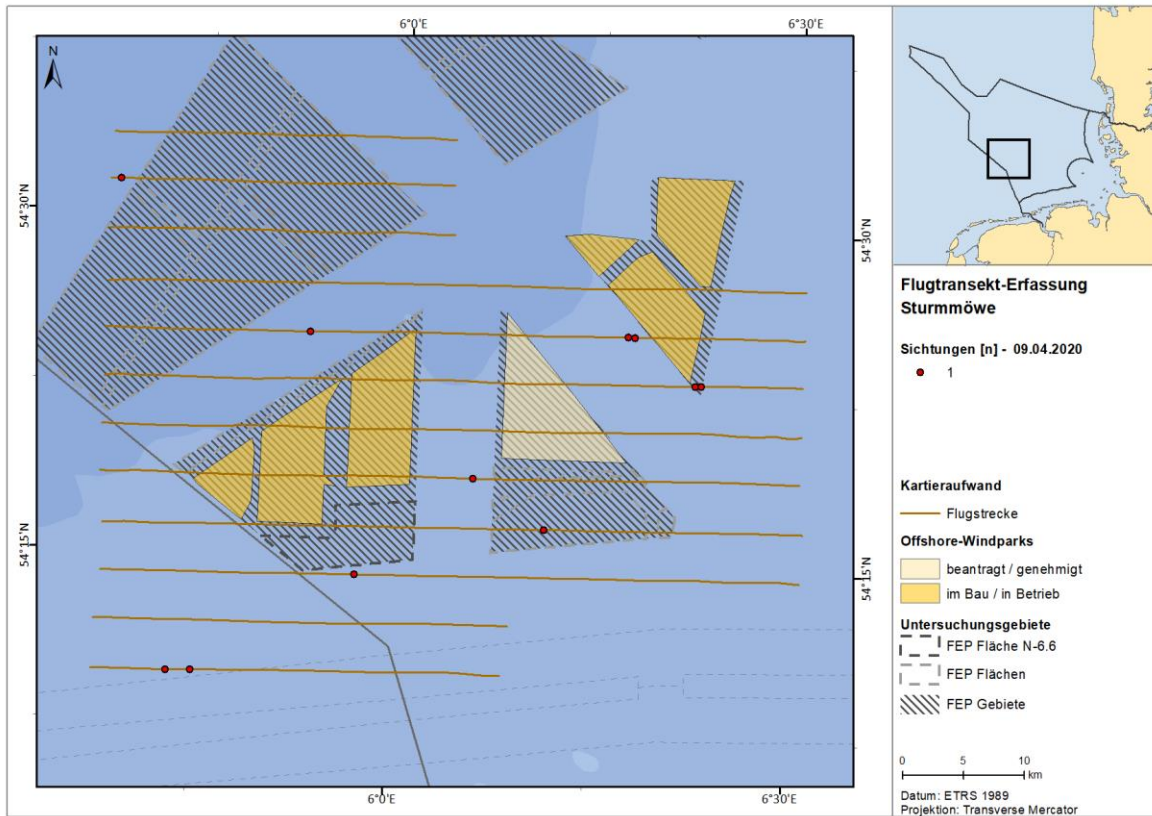 6°0'E
6°30'E
N
54°30'N
54°30'N
54°15'N
54°15'N
6°0'E
6°30'E
Flugtransekt-Erfassung
Sturmmöwe
Sichtungen [n] - 09.04.2020
1
Kartieraufwand
Flugstrecke
Offshore-Windparks
beantragt / genehmigt
im Bau / in Betrieb
Untersuchungsgebiete
FEP Fläche N-6.6
FEP Flächen
FEP Gebiete
0 5 10
km
Datum: ETRS 1989
Projektion: Transverse Mercator